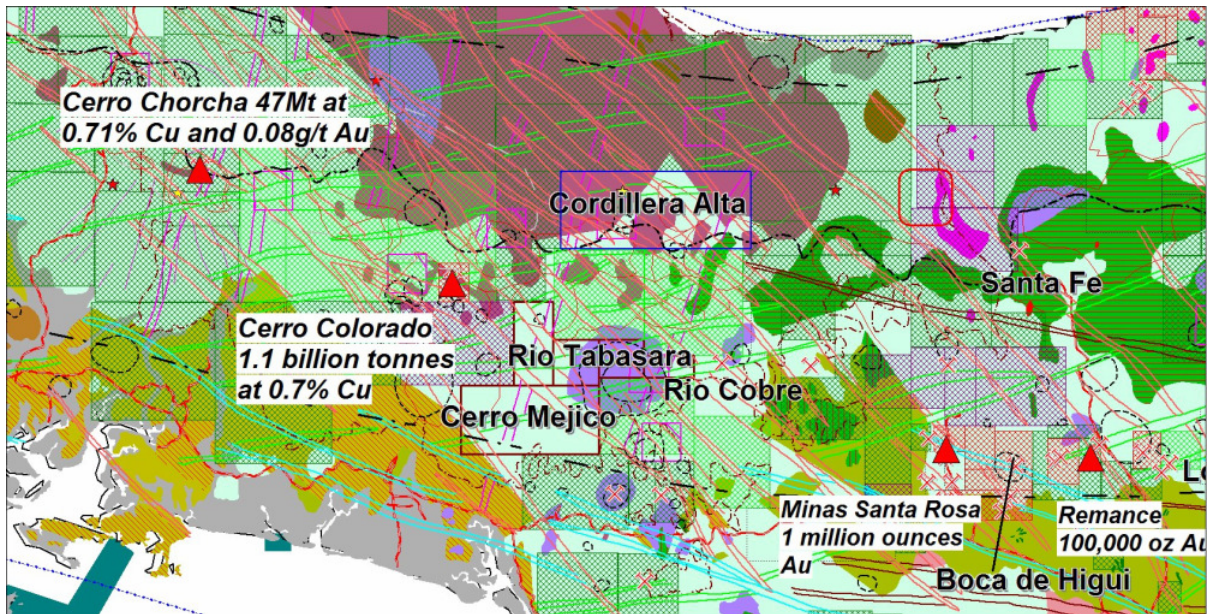 Cerro Chorcha 47Mt at
0.71% Cu and 0.08g/t Au
Cordillera Alta
Santa Fe
Cerro Colorado
1.1 billion tonnes
at 0.7% Cu
Rio Tabasara
Rio Cobre
Cerro Mejico
Minas Santa Rosa
1 million ounces
Au
Remance
100,000 oz Au
Boca de Higui